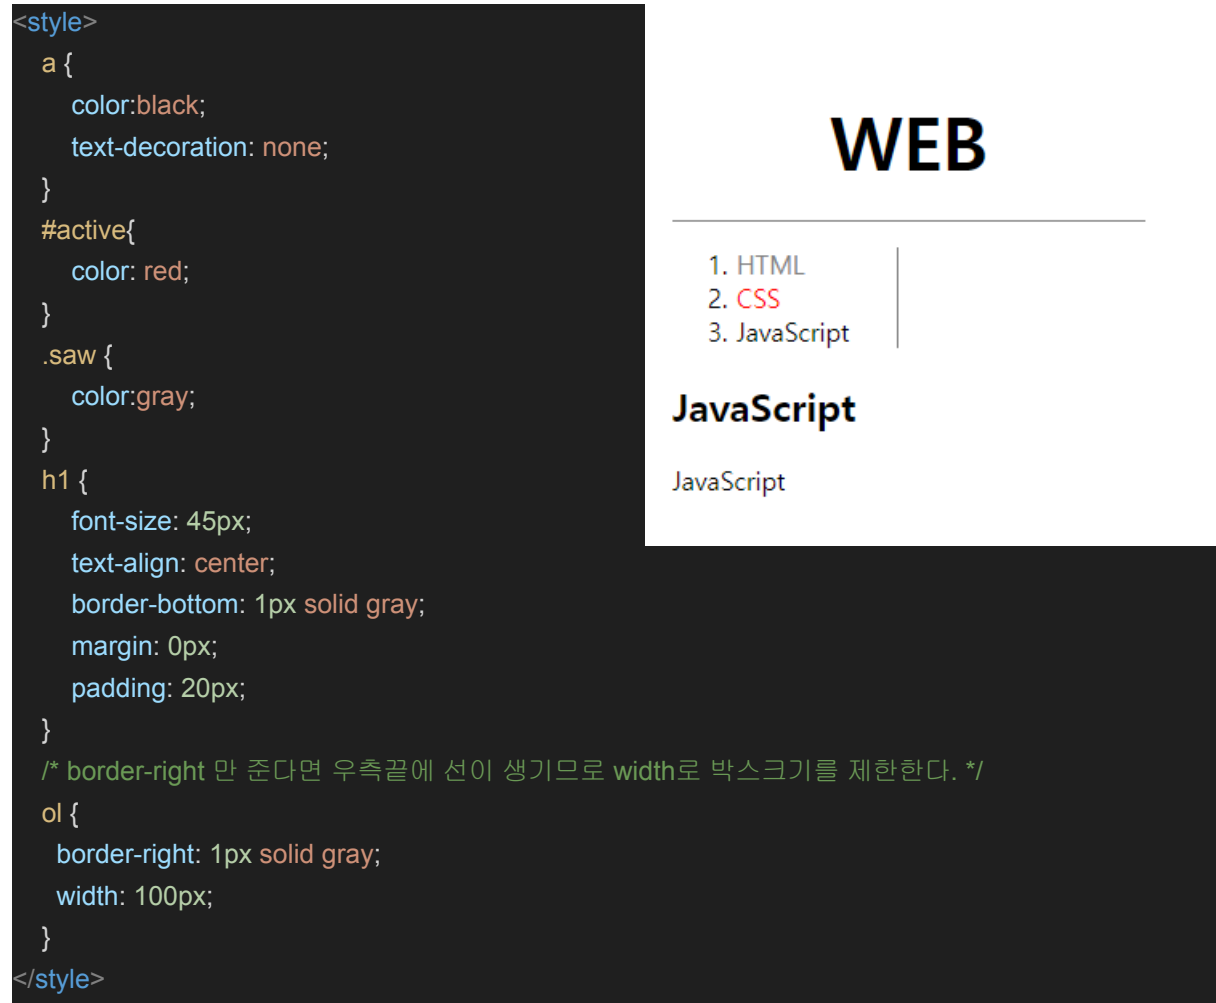 <style>
a {
color:black;
text-decoration: none;
}
#active{
color: red;
}
.saw {
color:gray;
}
h1 {
font-size: 45px;
text-align: center;
border-bottom: 1px solid gray;
margin: 0px;
padding: 20px;
}
/* border-right 만 준다면 우측끝에 선이 생기므로 width로 박스크기를 제한한다. */
ol {
border-right: 1px solid gray;
width: 100px;
}
</style>
WEB
1. HTML
2. CSS
3. JavaScript
JavaScript
JavaScript